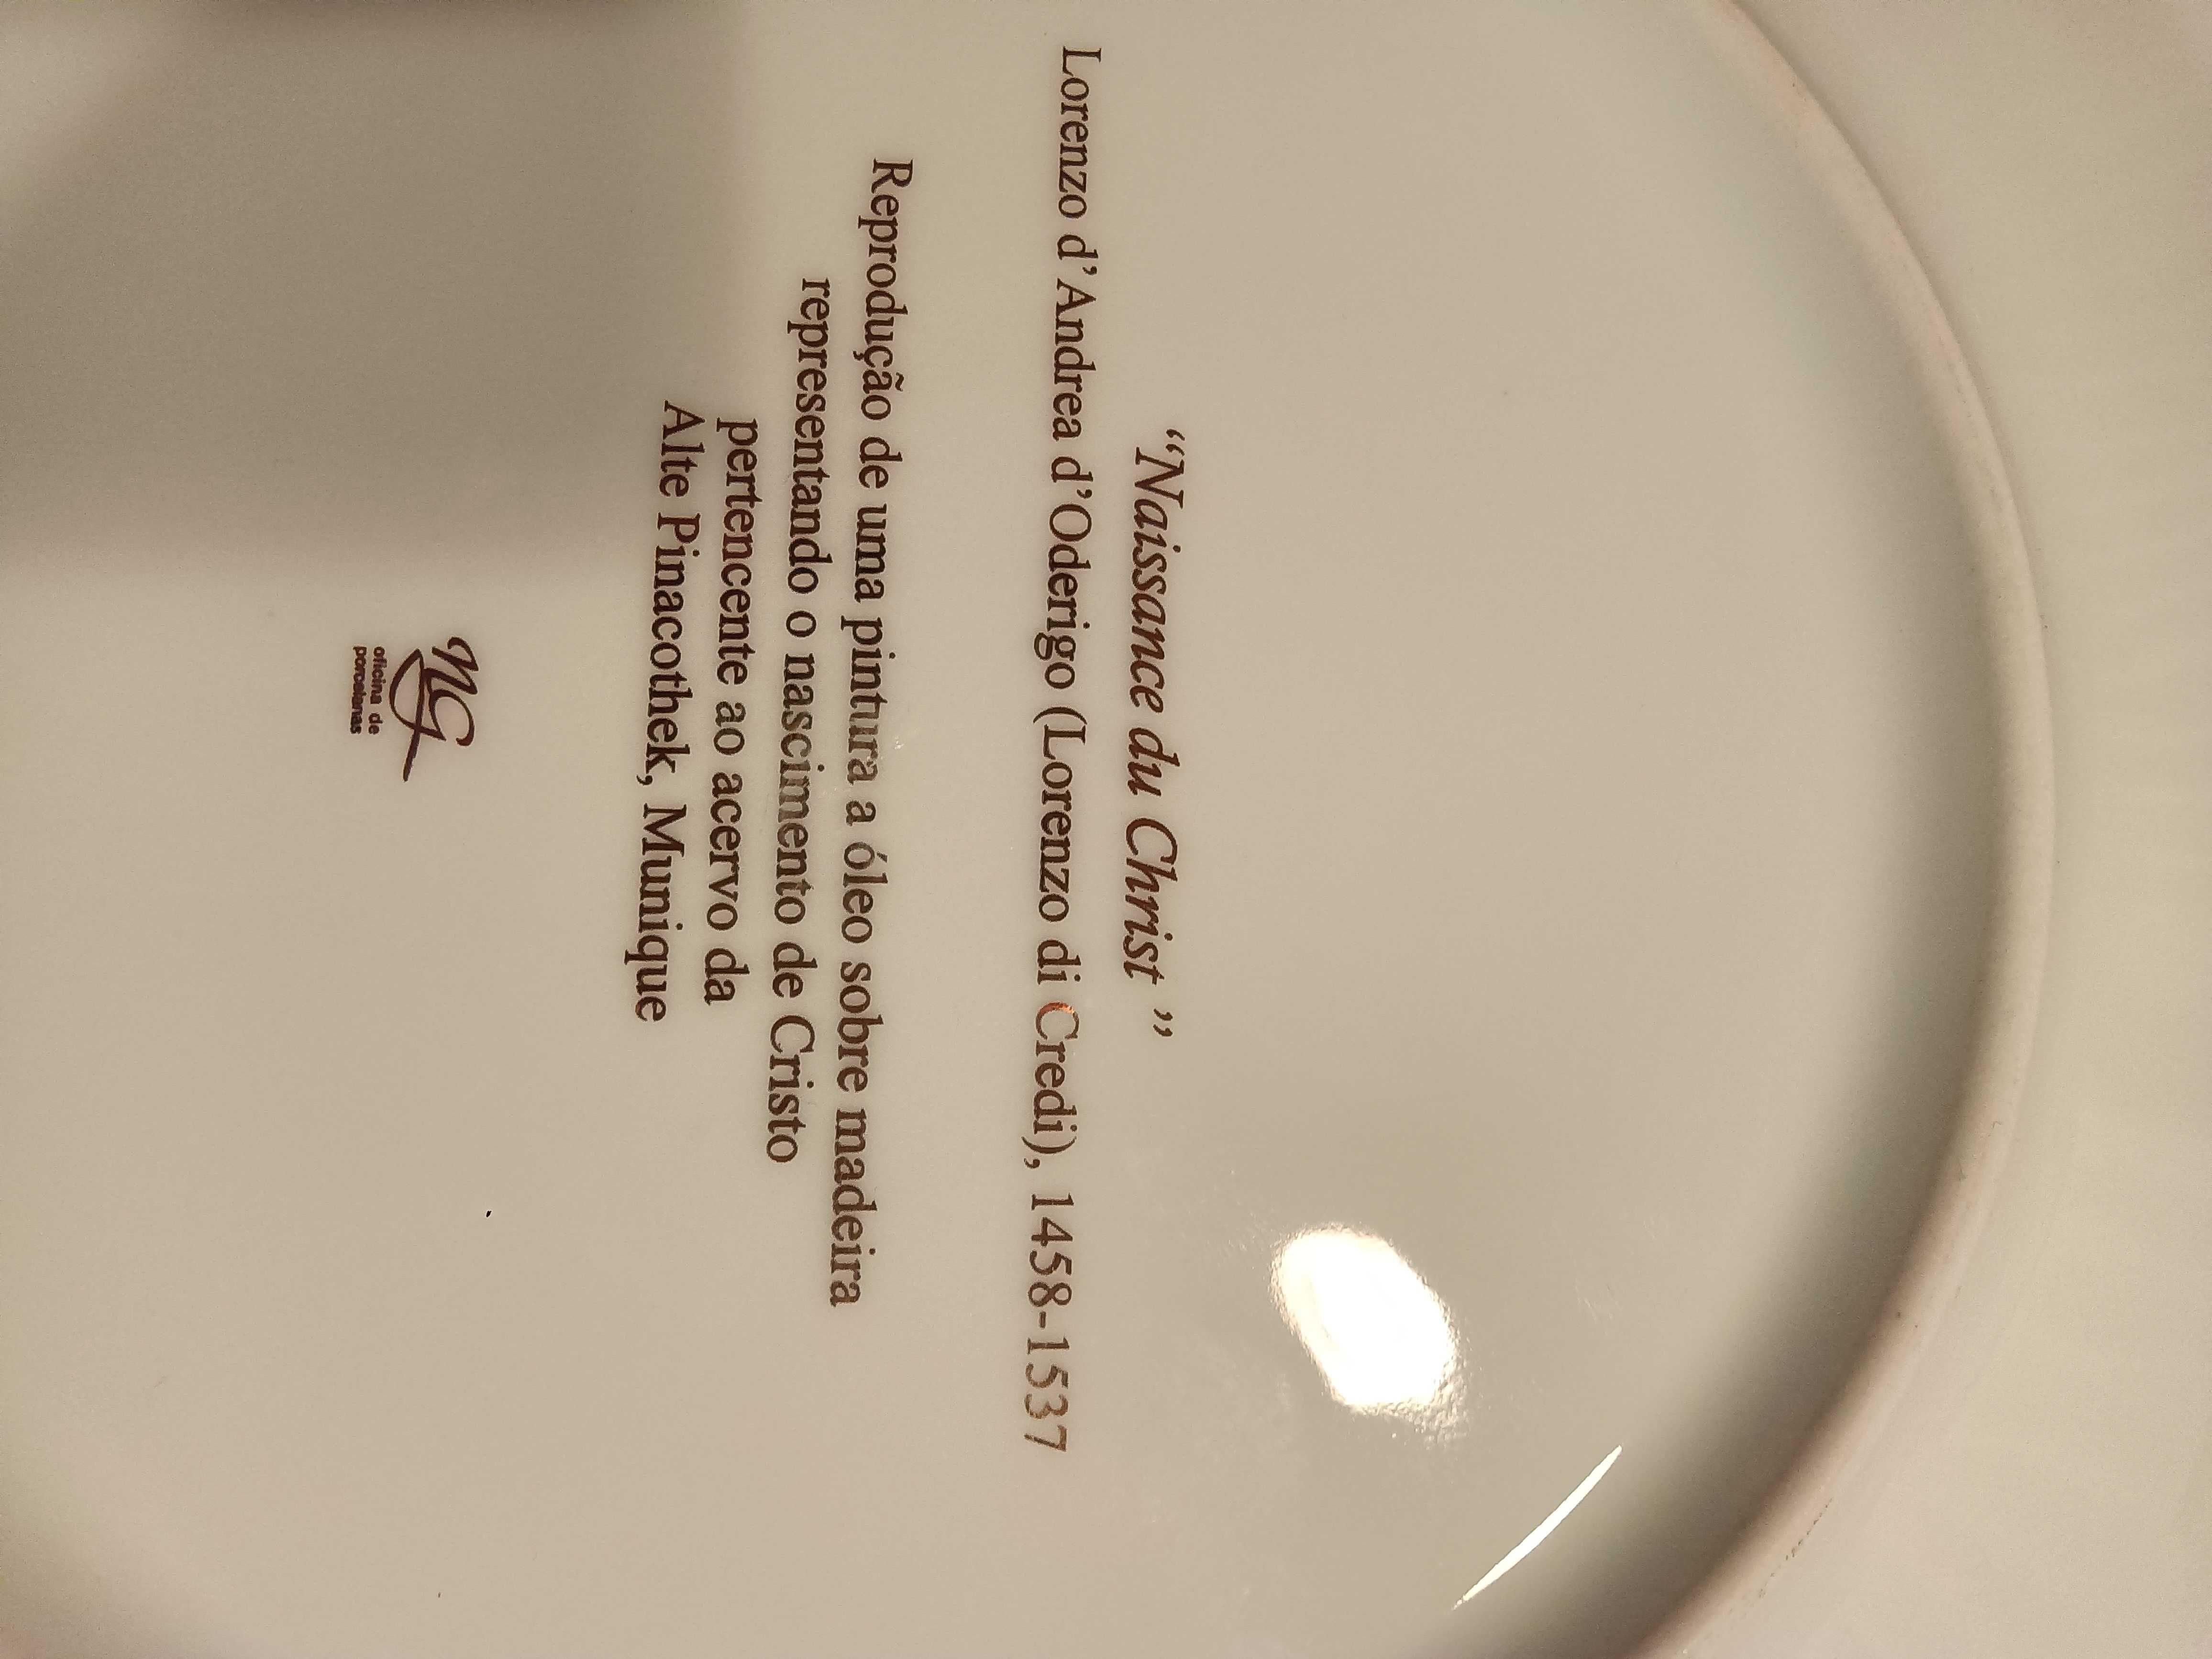 “Naissance du Christ ”
Lorenzo d’Andrea d’Oderigo (Lorenzo di Credi), 1458-1537
Reprodução de uma pintura a óleo sobre madeira
representando o nascimento de Cristo
pertencente ao acervo da
Alte Pinacothek, Munique
NG
oficina de
porcelanas